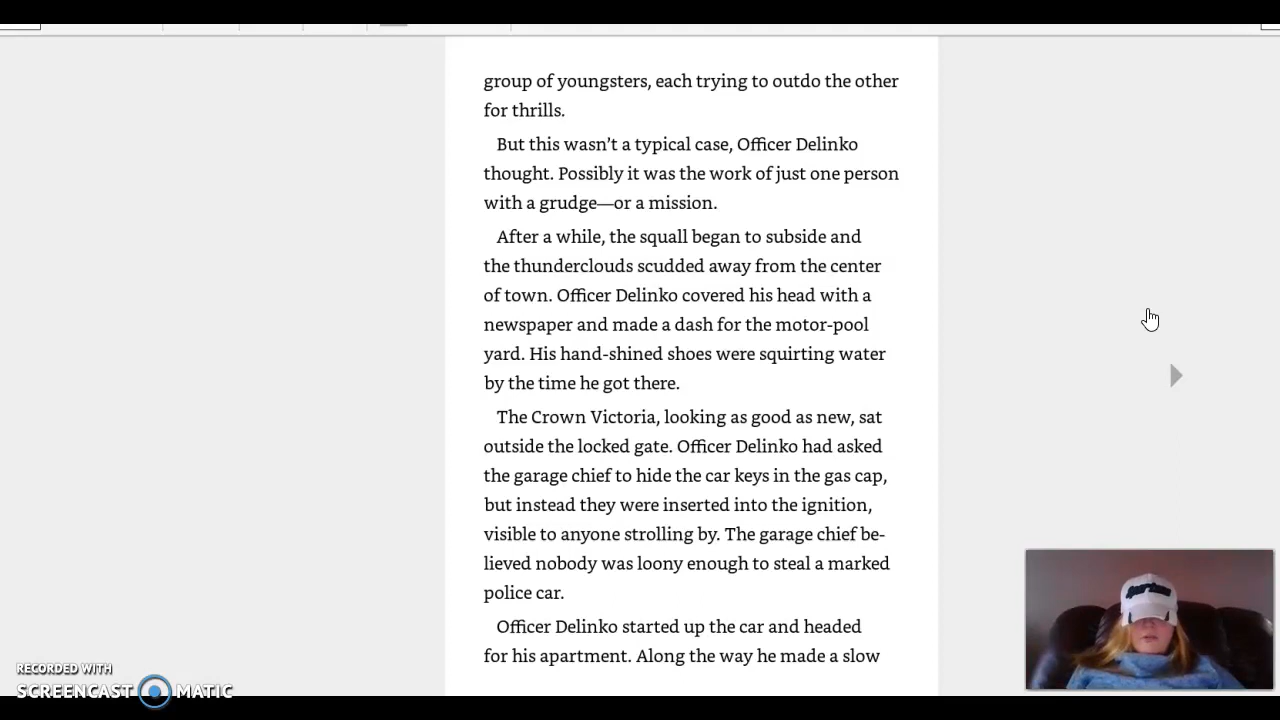 group of youngsters, each trying to outdo the other
for thrills.
But this wasn’t a typical case, Officer Delinko
thought. Possibly it was the work of just one person
with a grudge—or a mission.
After a while, the squall began to subside and
the thunderclouds scudded away from the center
of town. Officer Delinko covered his head with a
newspaper and made a dash for the motor-pool
yard. His hand-shined shoes were squirting water
by the time he got there.
The Crown Victoria, looking as good as new, sat
outside the locked gate. Officer Delinko had asked
the garage chief to hide the car keys in the gas cap,
but instead they were inserted into the ignition,
visible to anyone strolling by. The garage chief be-
lieved nobody was loony enough to steal a marked
police car.
Officer Delinko started up the car and headed
for his apartment. Along the way he made a slow
RECORDED WITH
SCREENCAST MATIC